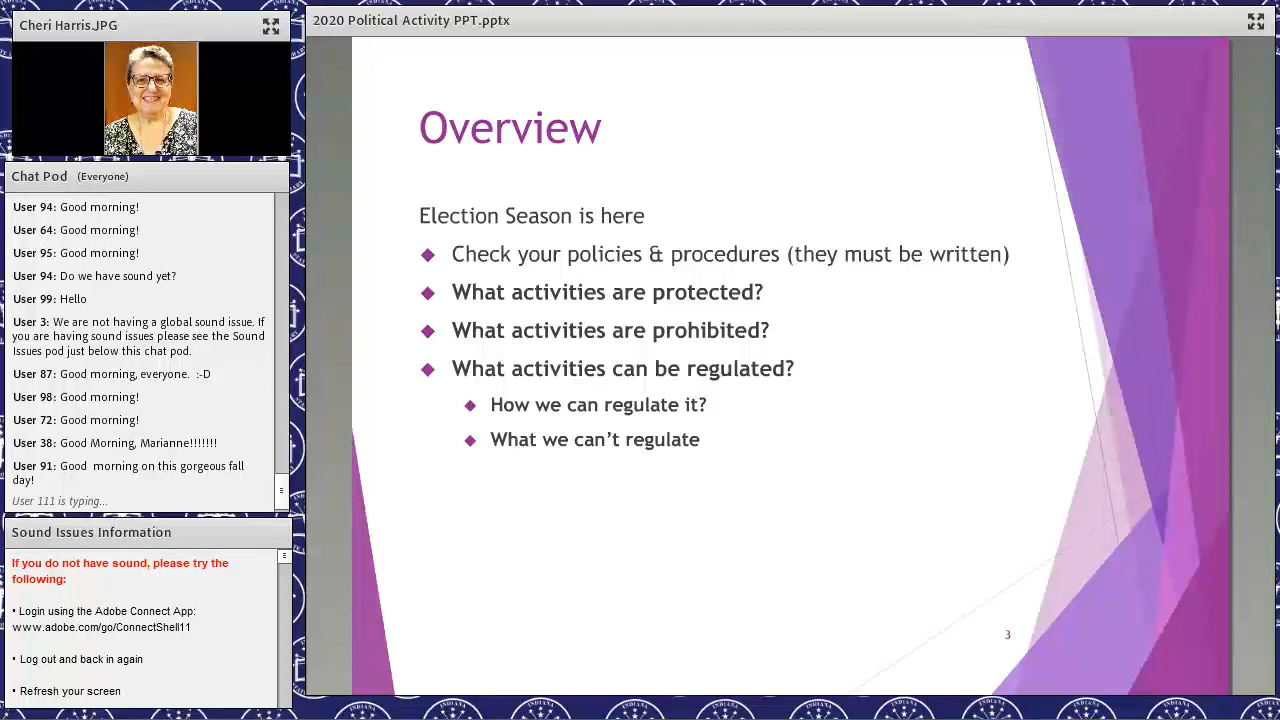 Cheri Harris.JPG
2020 Political Activity PPT.pptx
Chat Pod (Everyone)
User 94: Good morning!
User 64: Good morning!
User 95: Good morning!
User 94: Do we have sound yet?
User 99: Hello
User 3: We are not having a global sound issue. If
you are having sound issues please see the Sound
Issues pod just below this chat pod.
User 87: Good morning, everyone. :-D
User 98: Good morning!
User 72: Good morning!
User 38: Good Morning, Marianne!!!!!!!
User 91: Good morning on this gorgeous fall
day!
User 111 is typing...
Sound Issues Information
If you do not have sound, please try the
following:
• Login using the Adobe Connect App:
www.adobe.com/go/ConnectShell11
• Log out and back in again
• Refresh your screen
Overview
Election Season is here
Check your policies & procedures (they must be written)
What activities are protected?
What activities are prohibited?
What activities can be regulated?
How we can regulate it?
What we can’t regulate
3